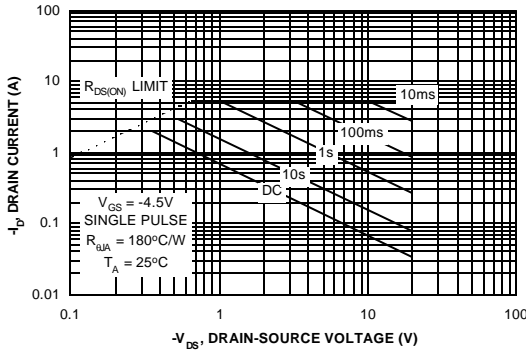 100
10
1
0.1
0.01
0.1
1
10
100
-I_D, DRAIN CURRENT (A)
-V_DS, DRAIN-SOURCE VOLTAGE (V)
R_DS(ON) LIMIT
10ms
100ms
1s
10s
DC
V_GS = -4.5V
SINGLE PULSE
R_θJA = 180°C/W
T_A = 25°C